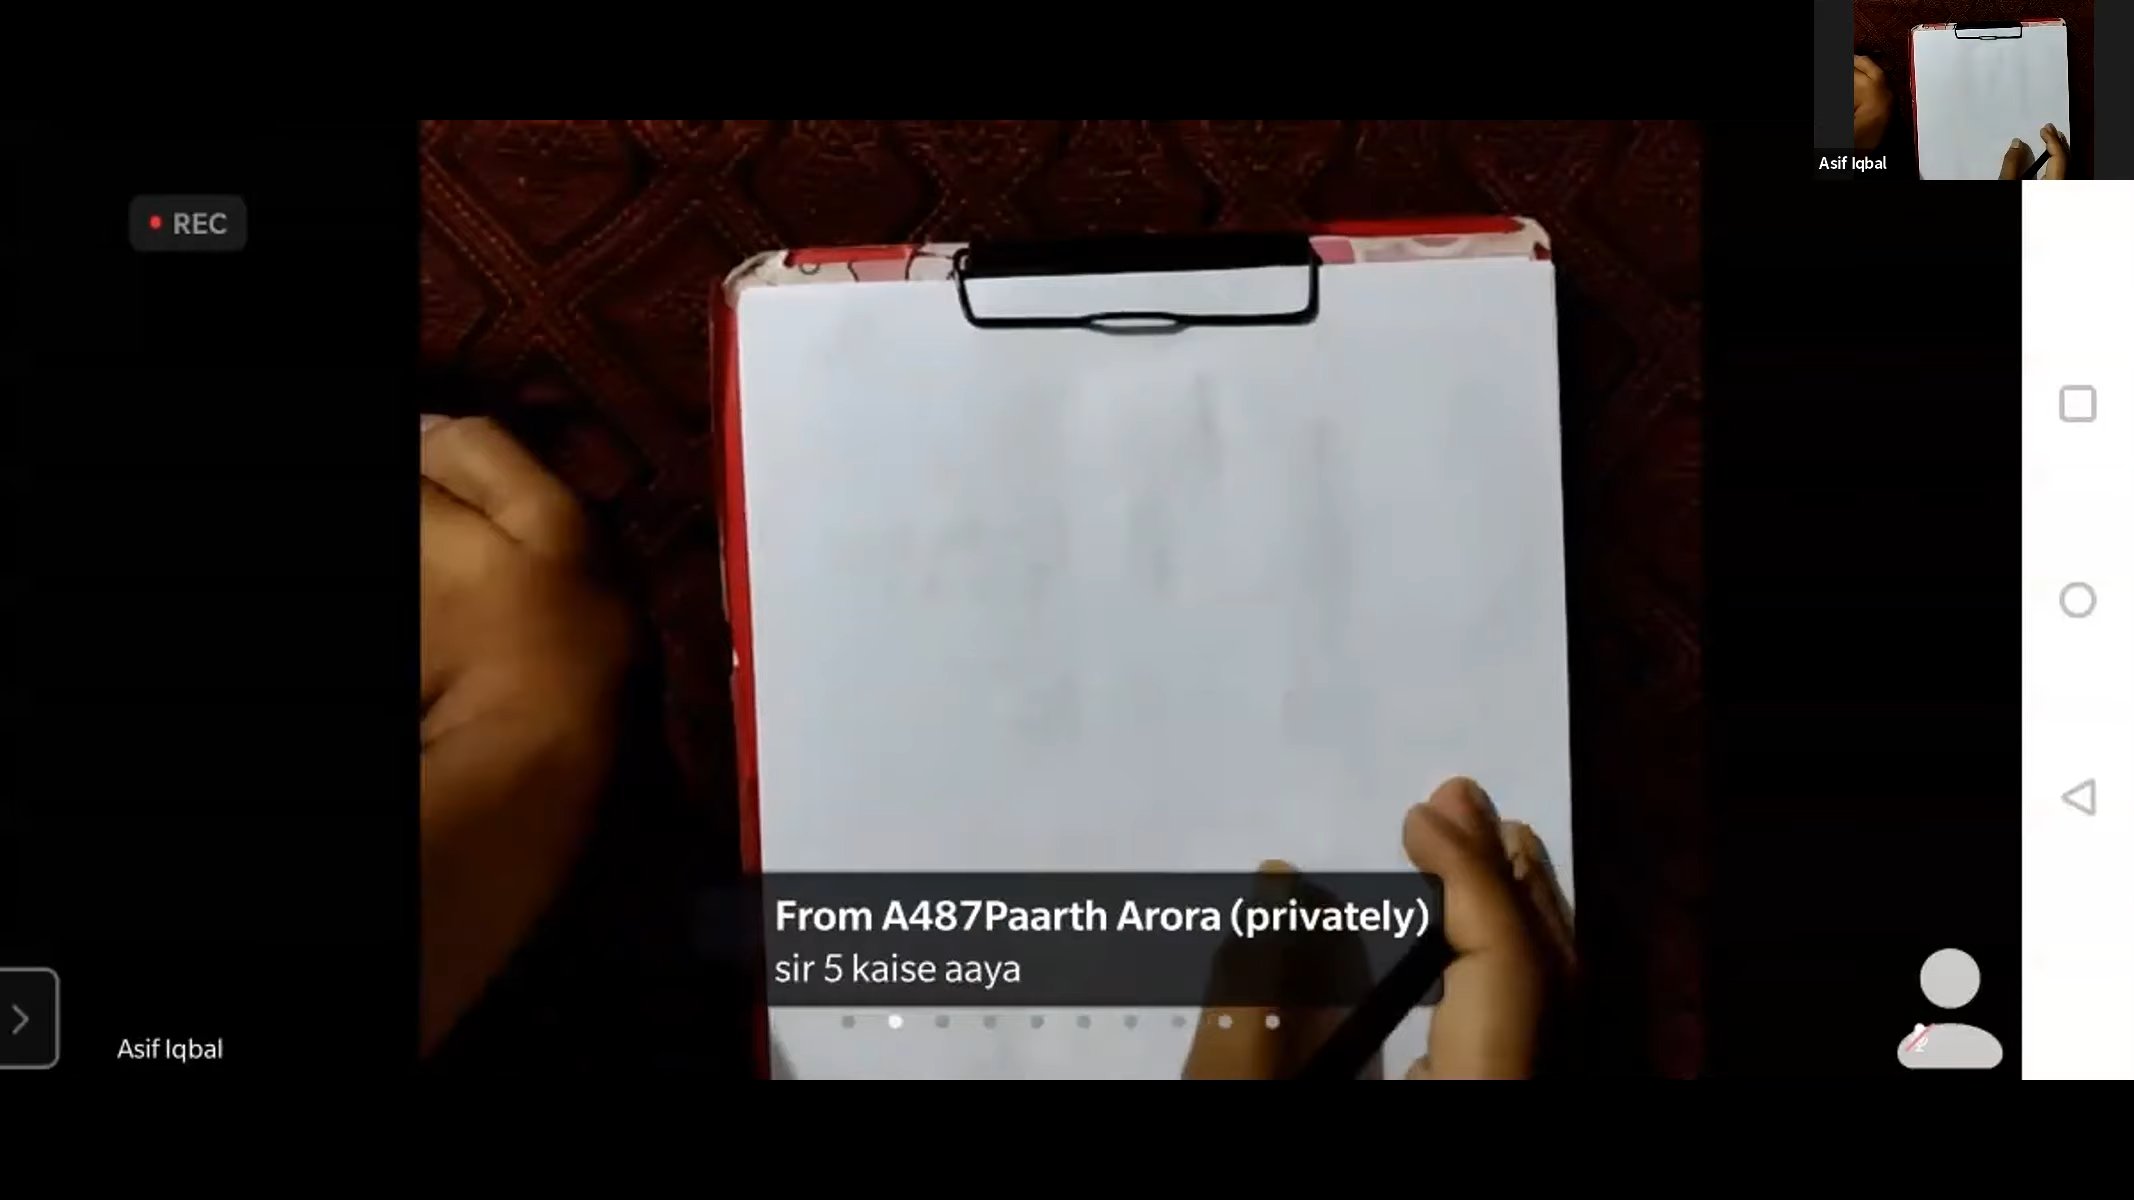 Asif Iqbal
REC
From A487Paarth Arora (privately)
sir 5 kaise aaya
Asif Iqbal